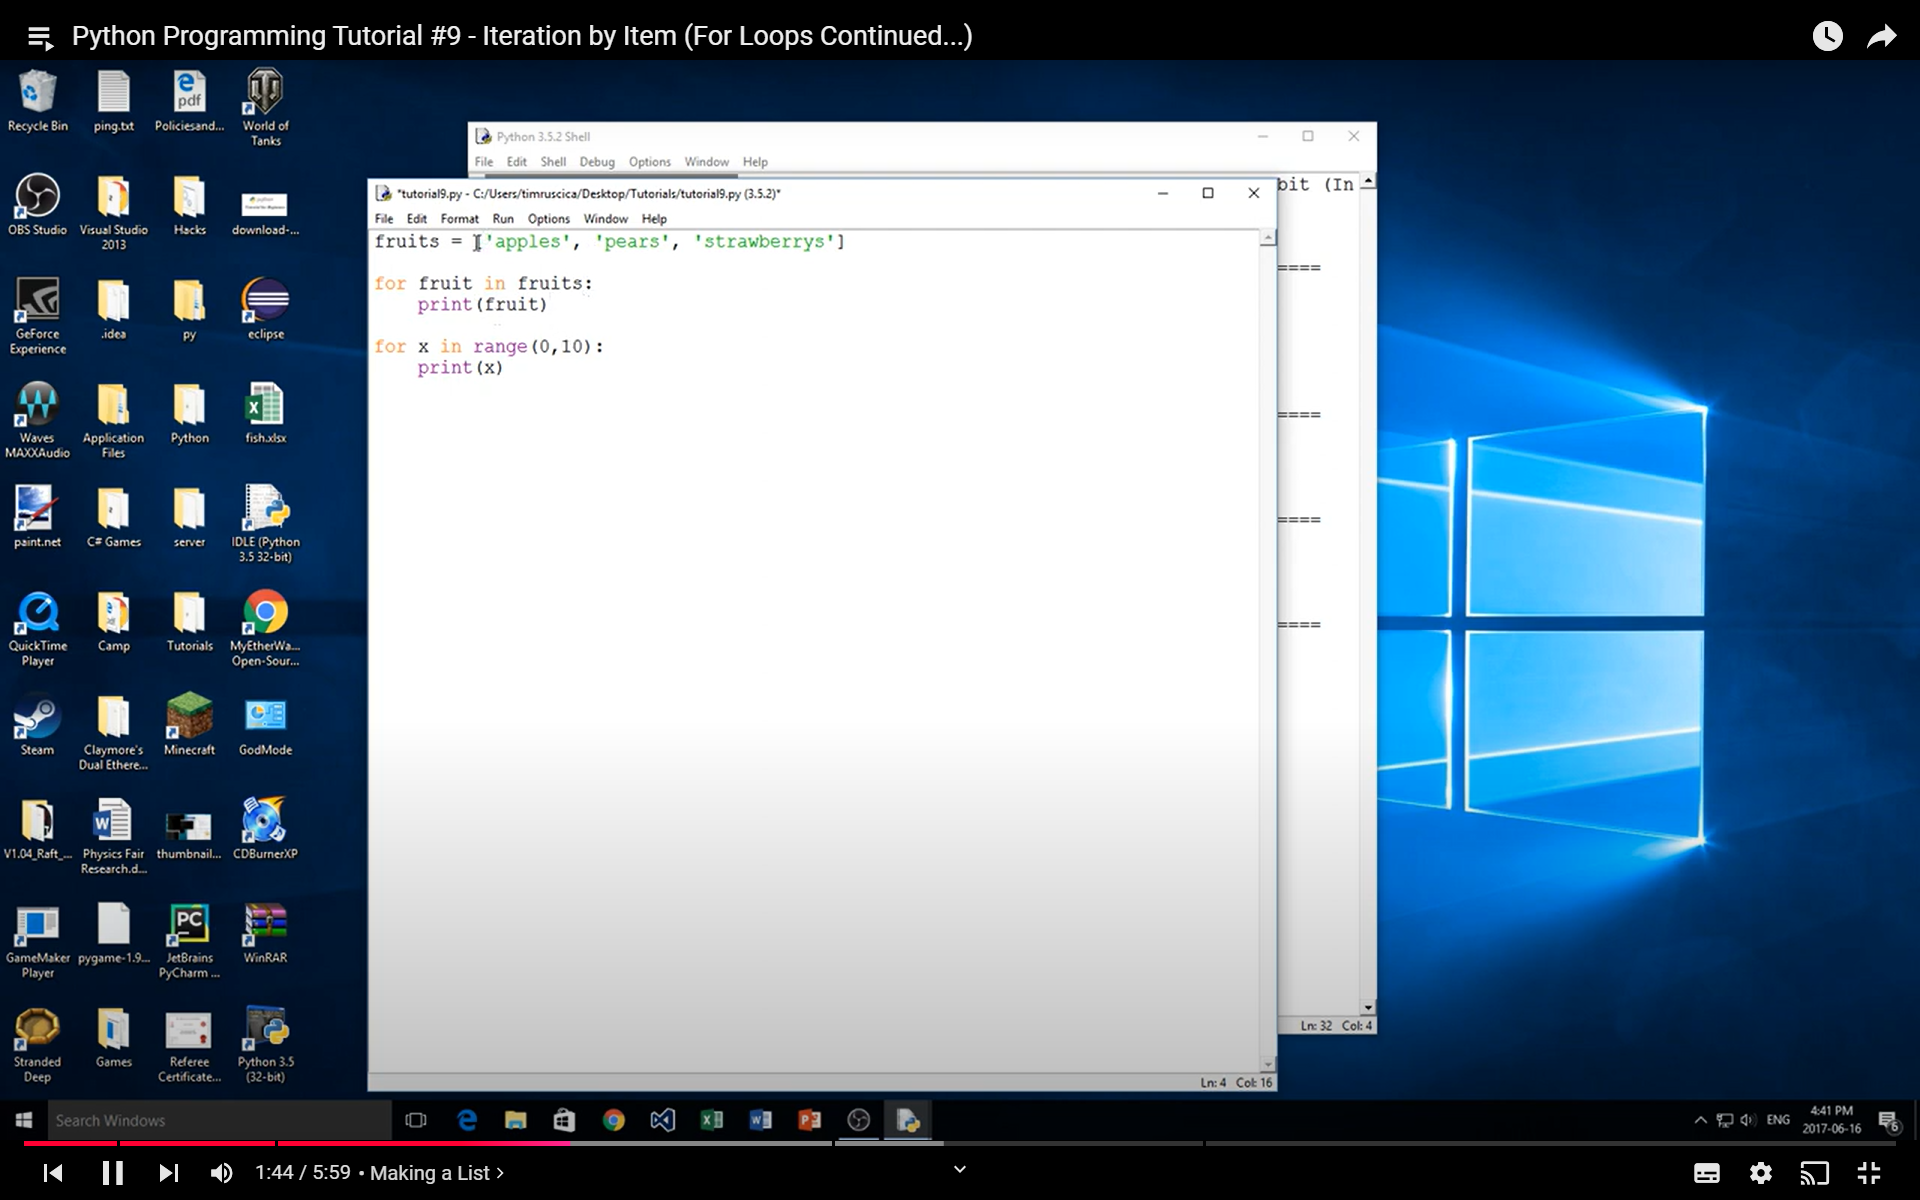 Python Programming Tutorial #9 - Iteration by Item (For Loops Continued...)
Recycle Bin
ping.txt
Policiesand...
World of
Tanks
OBS Studio
Visual Studio
2013
Hacks
download-...
GeForce
Experience
.idea
py
eclipse
Waves
MAXXAudio
Application
Files
Python
fish.xlsx
paint.net
C# Games
server
IDLE (Python
3.5 32-bit)
QuickTime
Player
Camp
Tutorials
MyEtherWa...
Open-Sour...
Steam
Claymore's
Dual Ethere...
Minecraft
GodMode
V1.04_Raft_...
Physics Fair
Research.d...
thumbnail...
CDBurnerXP
GameMaker
Player
pygame-1.9...
JetBrains
PyCharm ...
WinRAR
Stranded
Deep
Games
Referee
Certificate...
Python 3.5
(32-bit)
Python 3.5.2 Shell
File Edit Shell Debug Options Window Help
bit (In
====
====
====
====
Ln: 32 Col: 4
*tutorial9.py - C:/Users/timruscica/Desktop/Tutorials/tutorial9.py (3.5.2)*
File Edit Format Run Options Window Help
fruits = ['apples', 'pears', 'strawberrys']
for fruit in fruits:
print(fruit)
for x in range(0,10):
print(x)
Ln: 4 Col: 16
Search Windows
ENG
4:41 PM
2017-06-16
6
1:44 / 5:59 • Making a List ›